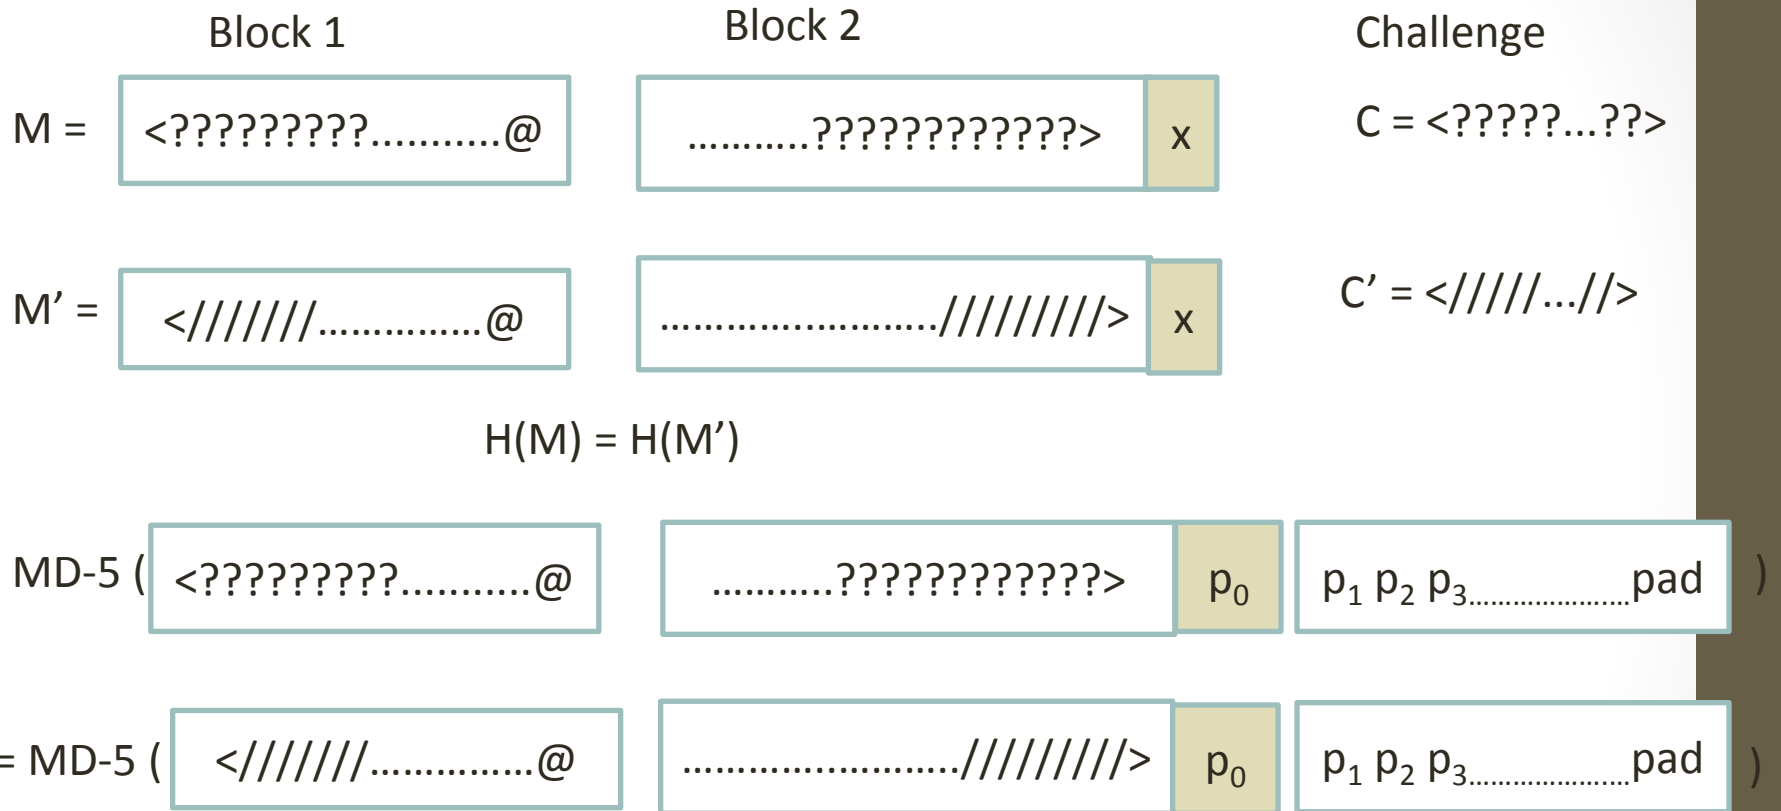 Block 1 Block 2 Challenge
M = <?????????...........@ ...........????????????> x C = <?????...??>
M’ = <///////……………@ …………..………../////////> x C’ = </////...//>
H(M) = H(M’)
MD-5 ( <?????????...........@ ...........????????????> p₀ p₁ p₂ p₃…………………pad )
= MD-5 ( <///////……………@ …………..………../////////> p₀ p₁ p₂ p₃…………………pad )